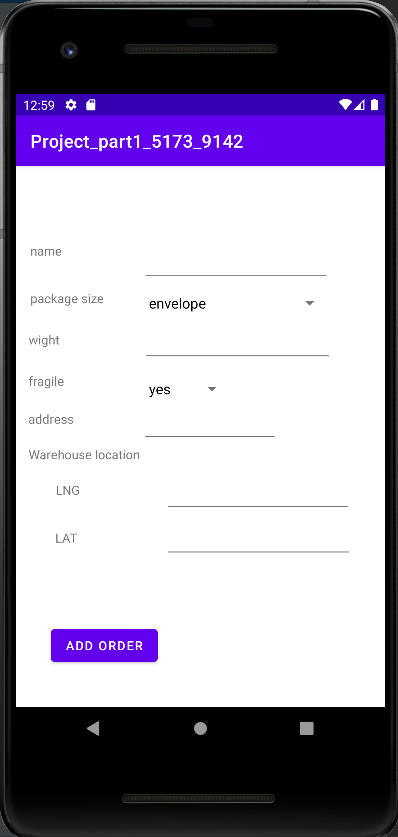 12:59
Project_part1_5173_9142
name
package size envelope
wight
fragile yes
address
Warehouse location
LNG
LAT
ADD ORDER